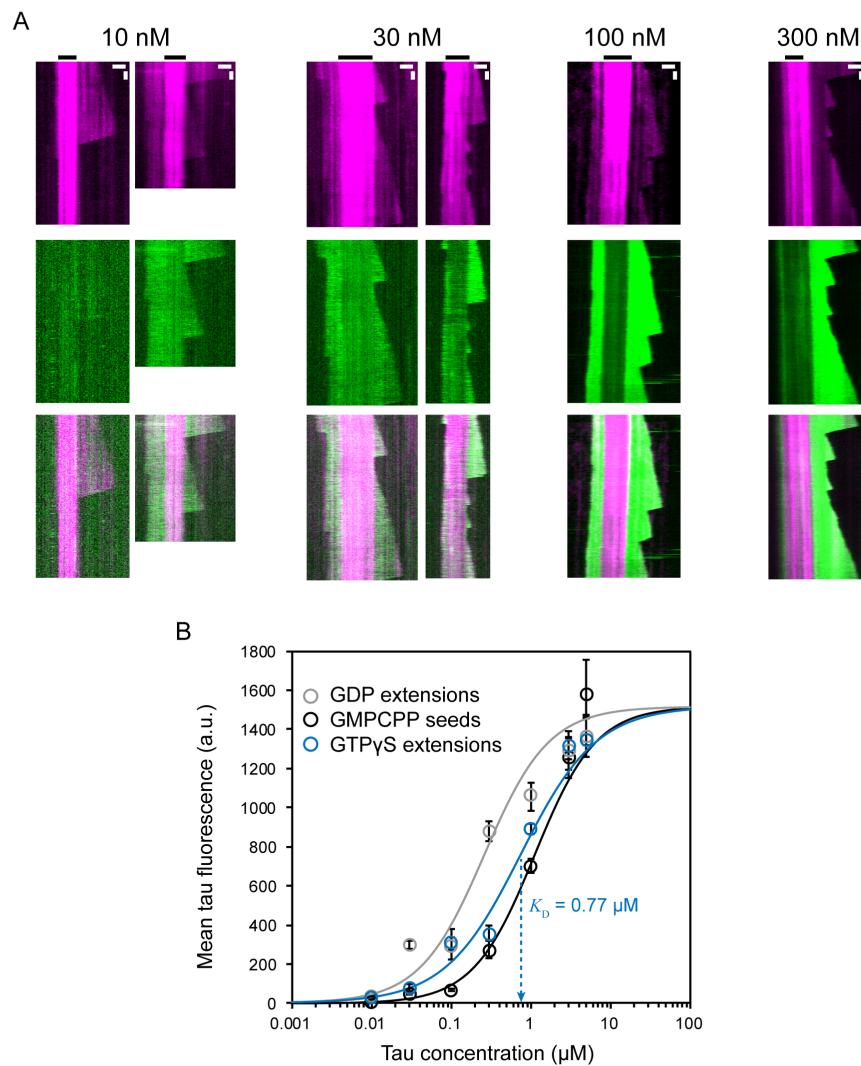 A
10 nM 30 nM 100 nM 300 nM
B
1800
1600
1400
1200
1000
800
600
400
200
0
Mean tau fluorescence (a.u.)
GDP extensions
GMPCPP seeds
GTPγS extensions
K_D = 0.77 µM
0.001 0.01 0.1 1 10 100
Tau concentration (µM)